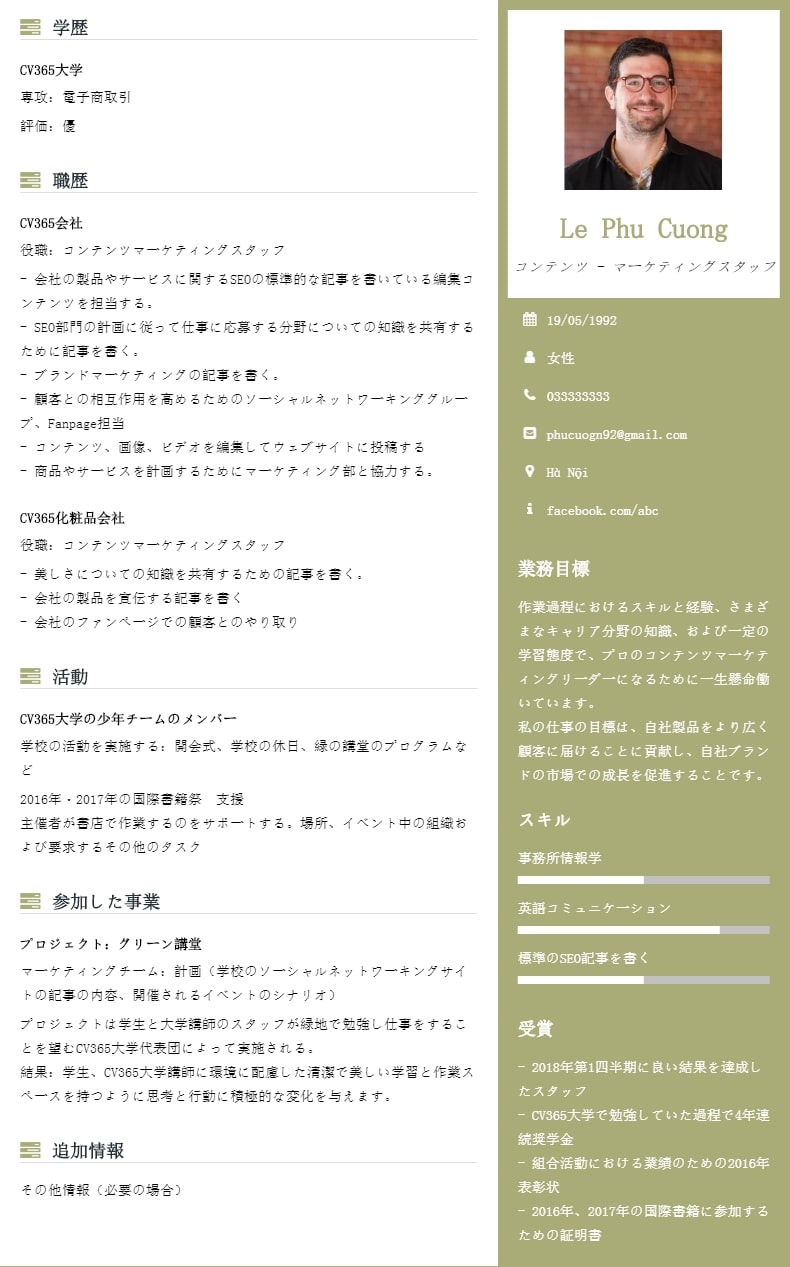 学歴
CV365大学
専攻: 電子商取引
評価: 優
職歴
CV365会社
役職: コンテンツマーケティングスタッフ
- 会社の製品やサービスに関するSEOの標準的な記事を書いている編集コ
ンテンツを担当する。
- SEO部門の計画に従って仕事に応募する分野についての知識を共有する
ために記事を書く。
- ブランドマーケティングの記事を書く。
- 顧客との相互作用を高めるためのソーシャルネットワーキンググルー
プ、Fanpage担当
- コンテンツ、画像、ビデオを編集してウェブサイトに投稿する
- 商品やサービスを計画するためにマーケティング部と協力する。
CV365化粧品会社
役職: コンテンツマーケティングスタッフ
- 美しさについての知識を共有するための記事を書く。
- 会社の製品を宣伝する記事を書く
- 会社のファンページでの顧客とのやり取り
活動
CV365大学の少年チームのメンバー
学校の活動を実施する: 開会式、学校の休日、緑の講堂のプログラムな
ど
2016年・2017年の国際書籍祭　支援
主催者が書店で作業するのをサポートする。場所、イベント中の組織お
よび要求するその他のタスク
参加した事業
プロジェクト: グリーン講堂
マーケティングチーム: 計画（学校のソーシャルネットワーキングサイ
トの記事の内容、開催されるイベントのシナリオ）
プロジェクトは学生と大学講師のスタッフが緑地で勉強し仕事をするこ
とを望むCV365大学代表団によって実施される。
結果: 学生、CV365大学講師に環境に配慮した清潔で美しい学習と作業ス
ペースを持つように思考と行動に積極的な変化を与えます。
追加情報
その他情報（必要の場合）
Le Phu Cuong
コンテンツ - マーケティングスタッフ
19/05/1992
女性
033333333
phucuogn92@gmail.com
Hà Nội
facebook.com/abc
業務目標
作業過程におけるスキルと経験、さまざ
まなキャリア分野の知識、および一定の
学習態度で、プロのコンテンツマーケテ
ィングリーダーになるために一生懸命働
いています。
私の仕事の目標は、自社製品をより広く
顧客に届けることに貢献し、自社ブラン
ドの市場での成長を促進することです。
スキル
事務所情報学
英語コミュニケーション
標準のSEO記事を書く
受賞
- 2018年第1四半期に良い結果を達成し
たスタッフ
- CV365大学で勉強していた過程で4年連
続奨学金
- 組合活動における業績のための2016年
表彰状
- 2016年、2017年の国際書籍に参加する
ための証明書